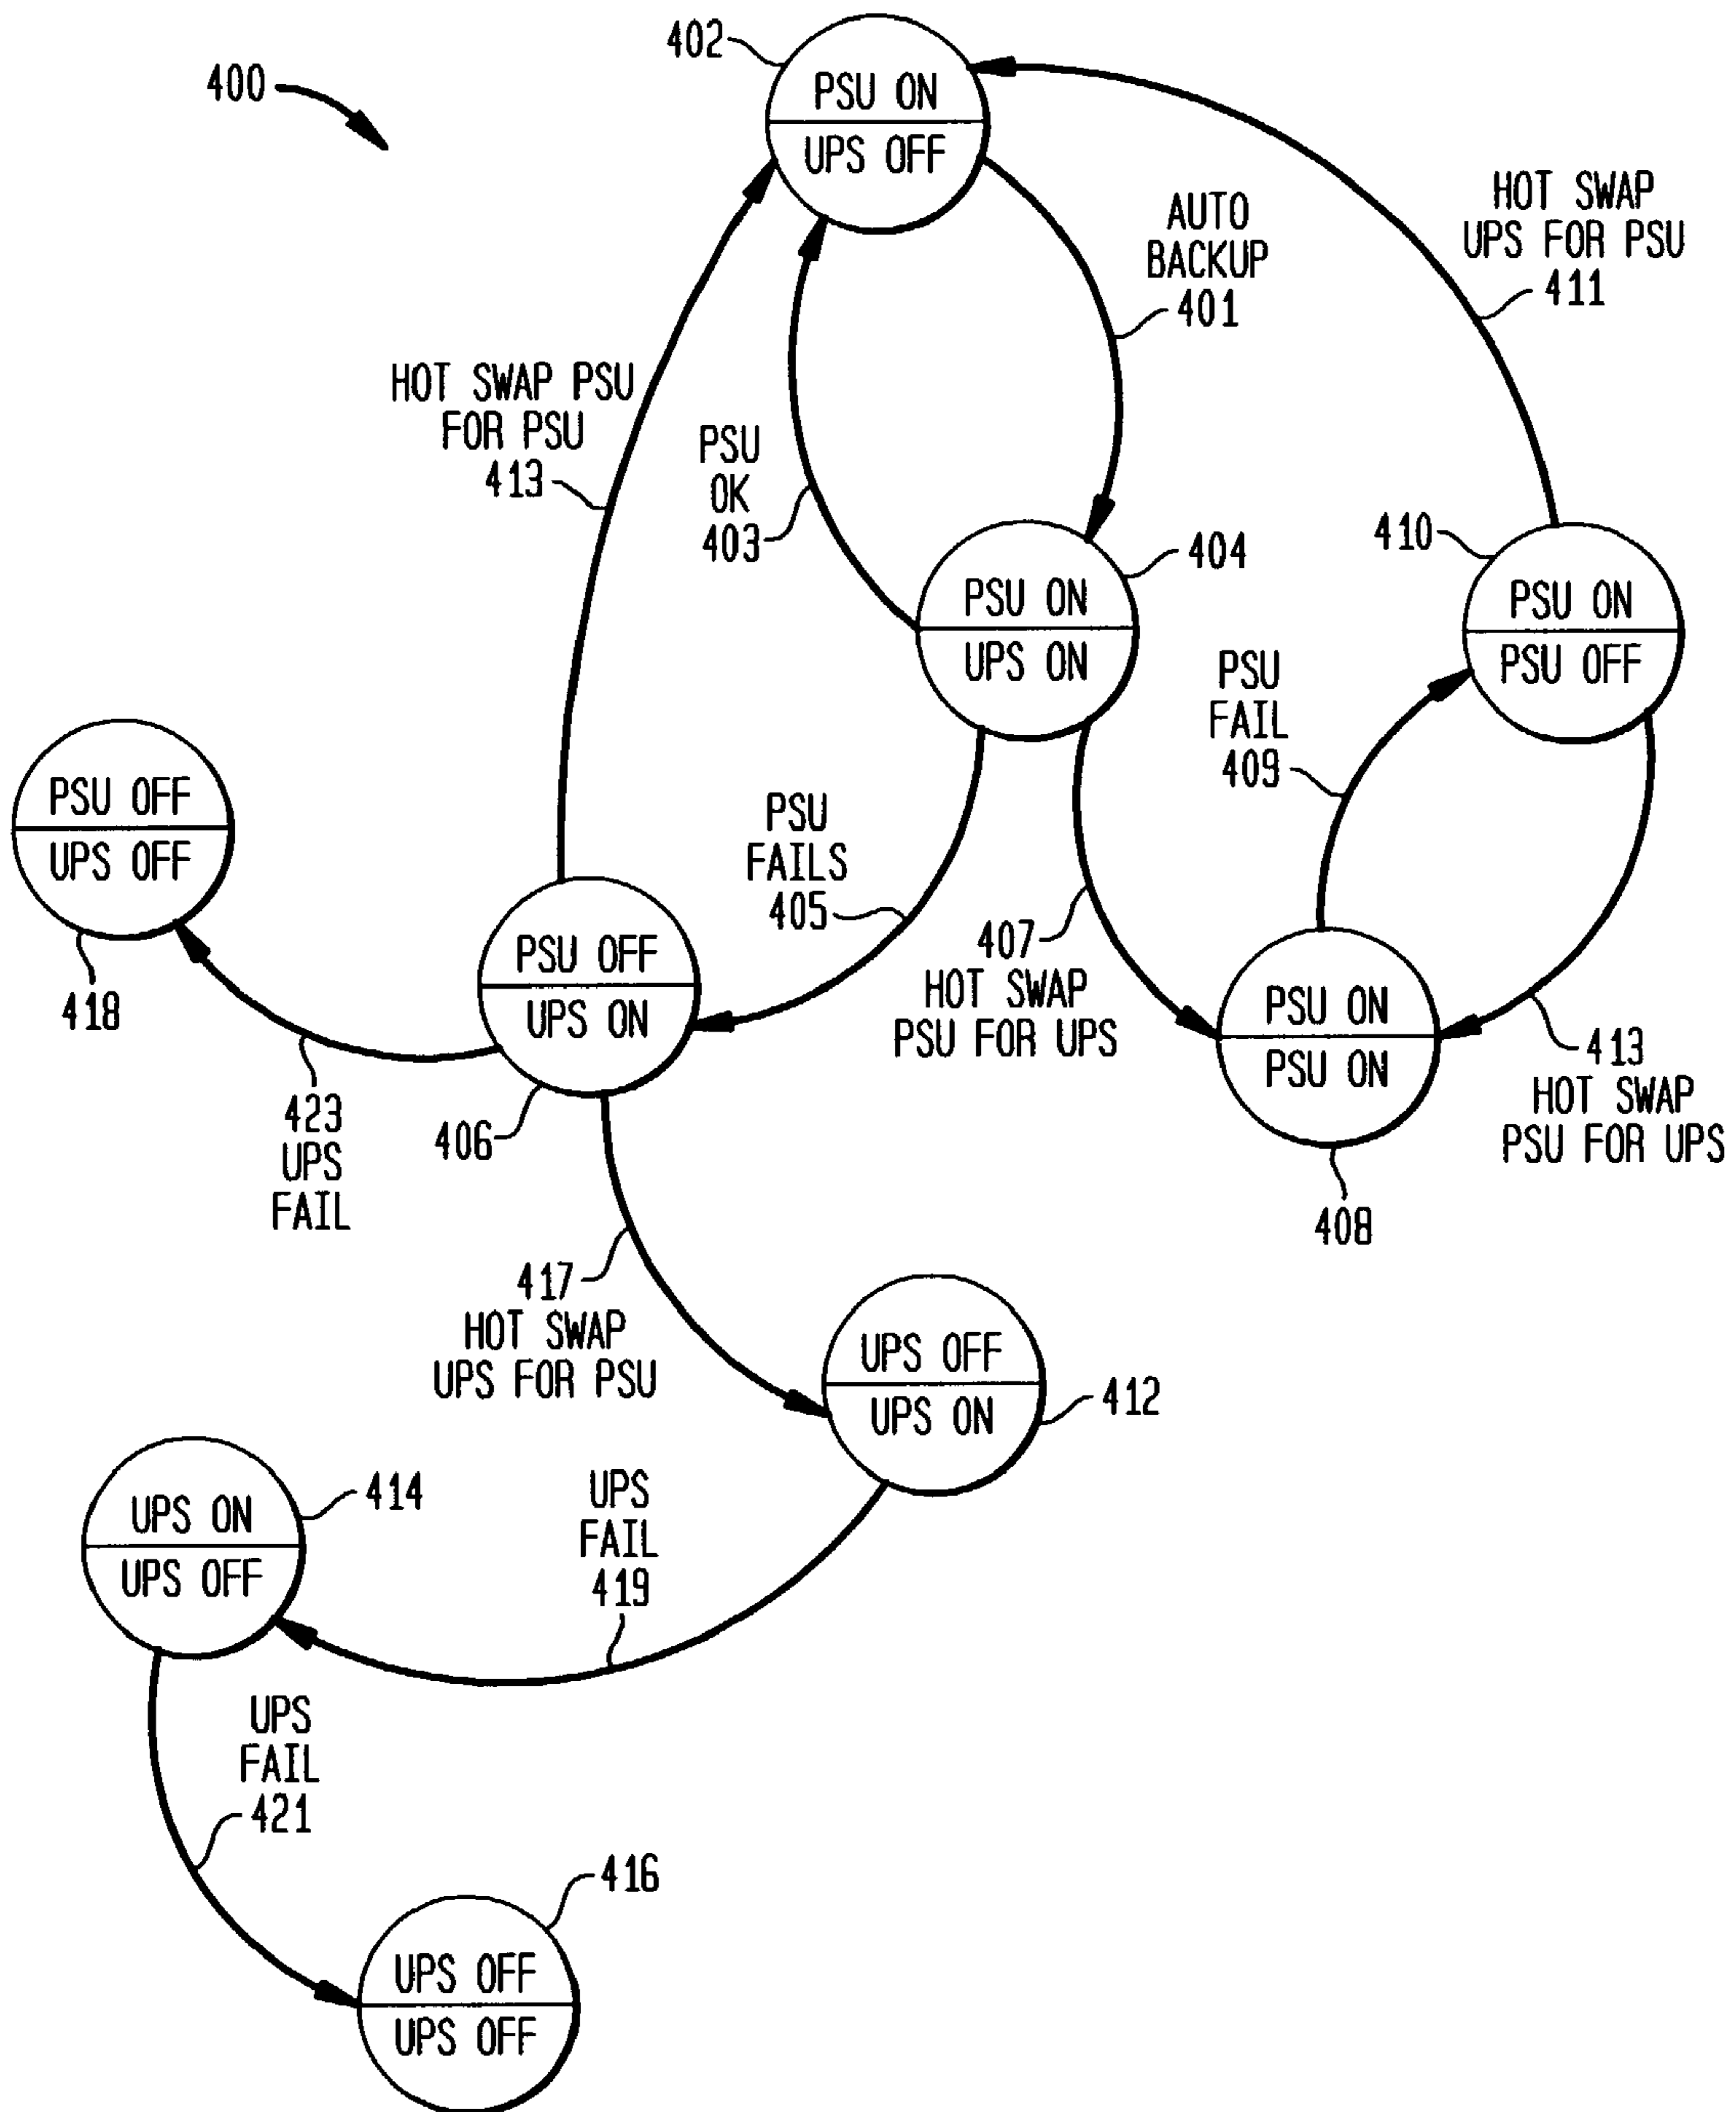 400
402
PSU ON
UPS OFF
AUTO
BACKUP
401
HOT SWAP
UPS FOR PSU
411
HOT SWAP PSU
FOR PSU
413
PSU
OK
403
404
PSU ON
UPS ON
410
PSU ON
PSU OFF
PSU
FAIL
409
PSU OFF
UPS OFF
418
PSU
FAILS
405
407
HOT SWAP
PSU FOR UPS
PSU OFF
UPS ON
406
PSU ON
PSU ON
408
413
HOT SWAP
PSU FOR UPS
423
UPS
FAIL
417
HOT SWAP
UPS FOR PSU
UPS OFF
UPS ON
412
UPS ON
UPS OFF
414
UPS
FAIL
419
UPS
FAIL
421
416
UPS OFF
UPS OFF